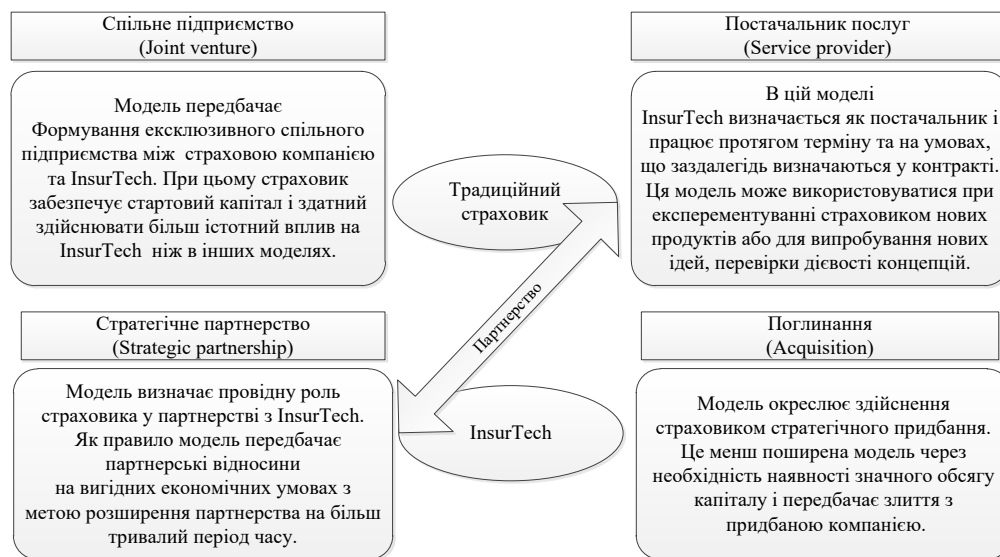 Спільне підприємство
(Joint venture)
Модель передбачає
Формування ексклюзивного спільного
підприємства між страховою компанією
та InsurTech. При цьому страховик
забезпечує стартовий капітал і здатний
здійснювати більш істотний вплив на
InsurTech ніж в інших моделях.
Постачальник послуг
(Service provider)
В цій моделі
InsurTech визначається як постачальник і
працює протягом терміну та на умовах,
що заздалегідь визначаються у контракті.
Ця модель може використовуватися при
експерементуванні страховиком нових
продуктів або для випробування нових
ідей, перевірки дієвості концепцій.
Традиційний
страховик
Партнерство
InsurTech
Стратегічне партнерство
(Strategic partnership)
Модель визначає провідну роль
страховика у партнерстві з InsurTech.
Як правило модель передбачає
партнерські відносини
на вигідних економічних умовах з
метою розширення партнерства на більш
тривалий період часу.
Поглинання
(Acquisition)
Модель окреслює здійснення
страховиком стратегічного придбання.
Це менш поширена модель через
необхідність наявності значного обсягу
капіталу і передбачає злиття з
придбаною компанією.